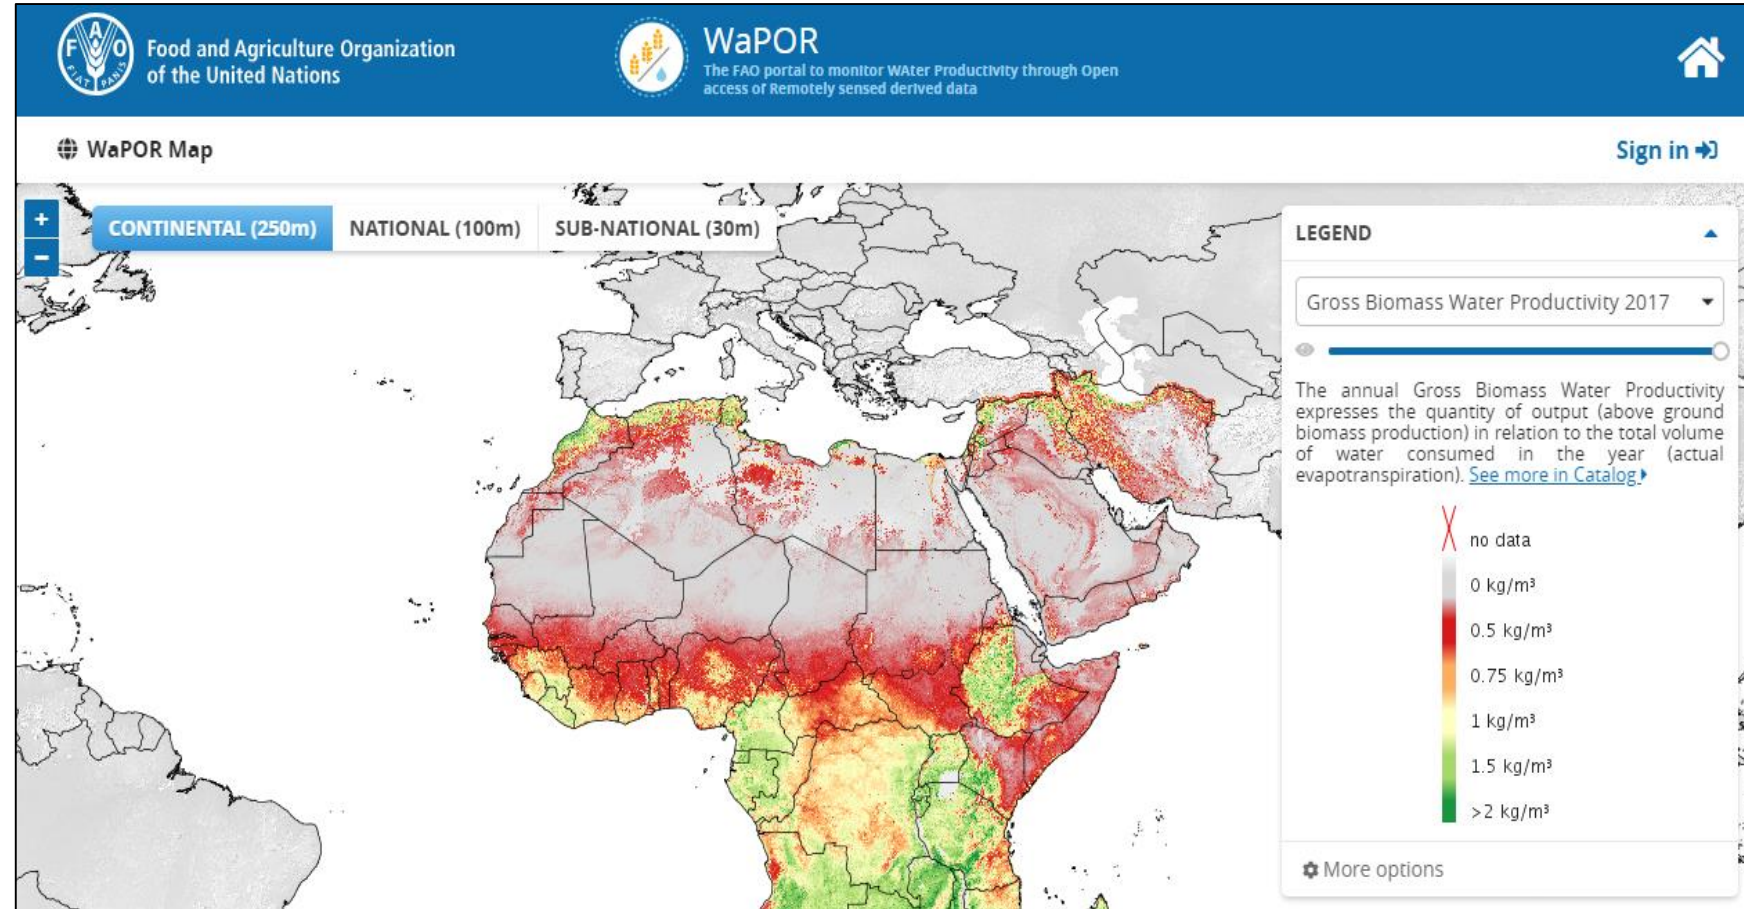 FAO
FIAT PANIS
Food and Agriculture Organization
of the United Nations
WaPOR
The FAO portal to monitor WAter Productivity through Open
access of Remotely sensed derived data
WaPOR Map
Sign in
+
CONTINENTAL (250m)
NATIONAL (100m)
SUB-NATIONAL (30m)
-
LEGEND
Gross Biomass Water Productivity 2017
The annual Gross Biomass Water Productivity
expresses the quantity of output (above ground
biomass production) in relation to the total volume
of water consumed in the year (actual
evapotranspiration). See more in Catalog
no data
0 kg/m³
0.5 kg/m³
0.75 kg/m³
1 kg/m³
1.5 kg/m³
>2 kg/m³
More options